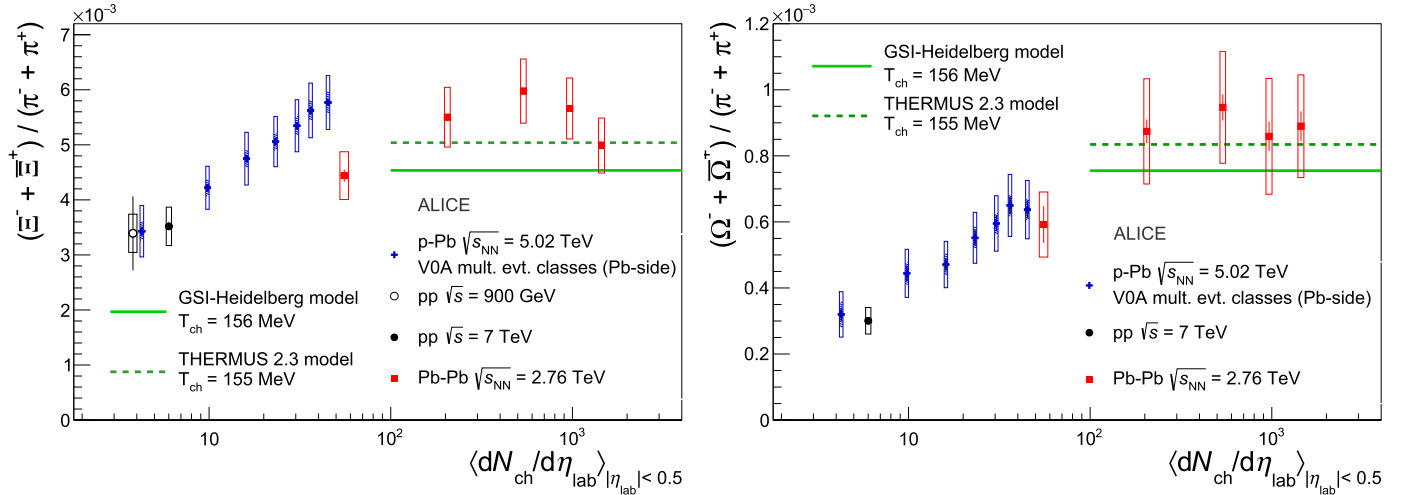 ×10⁻³
(Ξ⁻ + Ξ̅⁺) / (π⁻ + π⁺)
7
6
5
4
3
2
1
0
ALICE
p-Pb √s_NN = 5.02 TeV
V0A mult. evt. classes (Pb-side)
pp √s = 900 GeV
pp √s = 7 TeV
Pb-Pb √s_NN = 2.76 TeV
GSI-Heidelberg model
T_ch = 156 MeV
THERMUS 2.3 model
T_ch = 155 MeV
10
10²
10³
⟨dN_ch/dη_lab⟩_|η_lab|< 0.5
×10⁻³
(Ω⁻ + Ω̅⁺) / (π⁻ + π⁺)
1.2
1
0.8
0.6
0.4
0.2
0
GSI-Heidelberg model
T_ch = 156 MeV
THERMUS 2.3 model
T_ch = 155 MeV
ALICE
p-Pb √s_NN = 5.02 TeV
V0A mult. evt. classes (Pb-side)
pp √s = 7 TeV
Pb-Pb √s_NN = 2.76 TeV
10
10²
10³
⟨dN_ch/dη_lab⟩_|η_lab|< 0.5